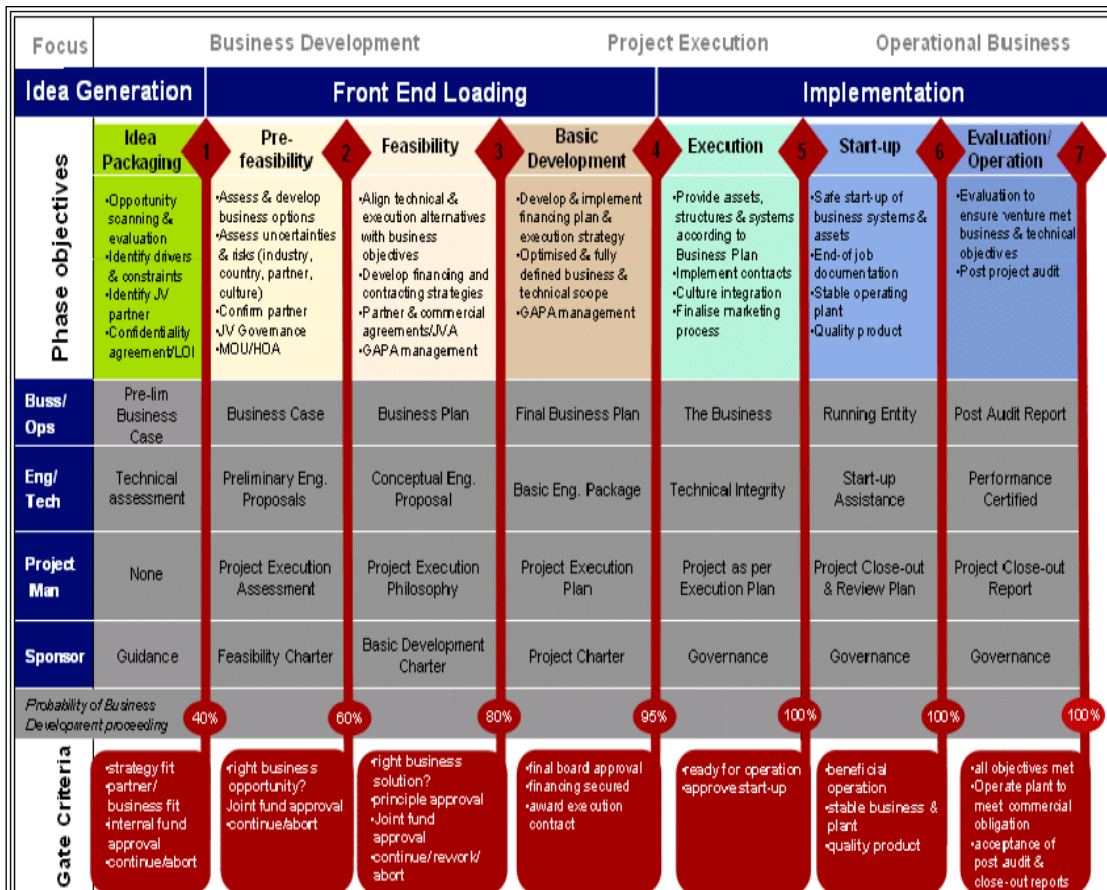 Focus
Business Development
Project Execution
Operational Business
Idea Generation
Front End Loading
Implementation
Phase objectives
Idea
Packaging
1
Pre-
feasibility
2
Feasibility
3
Basic
Development
4
Execution
5
Start-up
6
Evaluation/
Operation
7
•Opportunity
scanning &
evaluation
•Identify drivers
& constraints
•Identify JV
partner
•Confidentiality
agreement/LOI
•Assess & develop
business options
•Assess uncertainties
& risks (industry,
country, partner,
culture)
•Confirm partner
•JV Governance
•MOU/HOA
•Align technical &
execution alternatives
with business
objectives
•Develop financing and
contracting strategies
•Partner & commercial
agreements/JVA
•GAPA management
•Develop & implement
financing plan &
execution strategy
•Optimised & fully
defined business &
technical scope
•GAPA management
•Provide assets,
structures & systems
according to
Business Plan
•Implement contracts
•Culture integration
•Finalise marketing
process
•Safe start-up of
business systems &
assets
•End-of job
documentation
•Stable operating
plant
•Quality product
•Evaluation to
ensure venture met
business & technical
objectives
•Post project audit
Buss/
Ops
Pre-lim
Business
Case
Business Case
Business Plan
Final Business Plan
The Business
Running Entity
Post Audit Report
Eng/
Tech
Technical
assessment
Preliminary Eng.
Proposals
Conceptual Eng.
Proposal
Basic Eng. Package
Technical Integrity
Start-up
Assistance
Performance
Certified
Project
Man
None
Project Execution
Assessment
Project Execution
Philosophy
Project Execution
Plan
Project as per
Execution Plan
Project Close-out
& Review Plan
Project Close-out
Report
Sponsor
Guidance
Feasibility Charter
Basic Development
Charter
Project Charter
Governance
Governance
Governance
Probability of Business
Development proceeding
40%
60%
80%
95%
100%
100%
100%
Gate Criteria
•strategy fit
•partner/
business fit
•internal fund
approval
•continue/abort
•right business
opportunity?
Joint fund approval
•continue/abort
•right business
solution?
•principle approval
•Joint fund
approval
•continue/rework/
abort
•final board approval
•financing secured
•award execution
contract
•ready for operation
•approve start-up
•beneficial
operation
•stable business &
plant
•quality product
•all objectives met
•Operate plant to
meet commercial
obligation
•acceptance of
post audit &
close-out reports